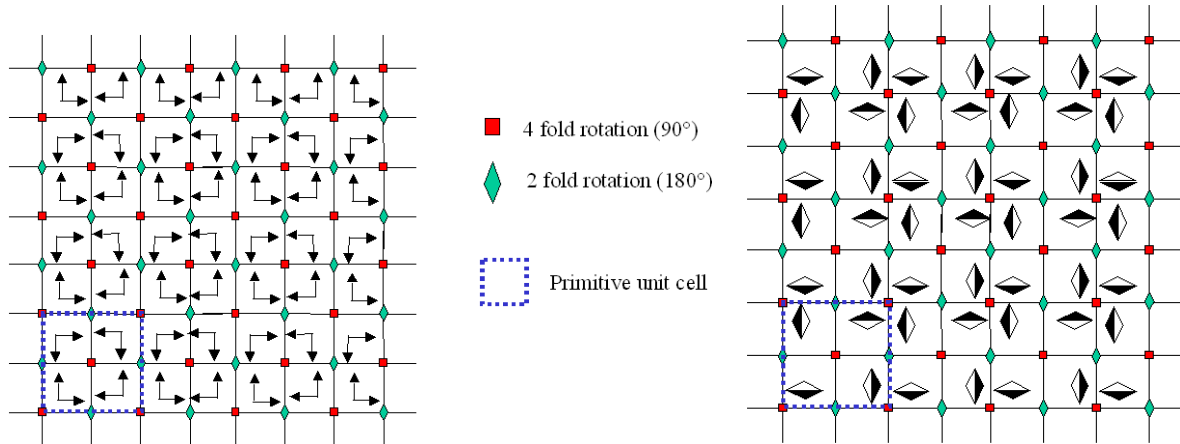 4 fold rotation (90°)
2 fold rotation (180°)
Primitive unit cell